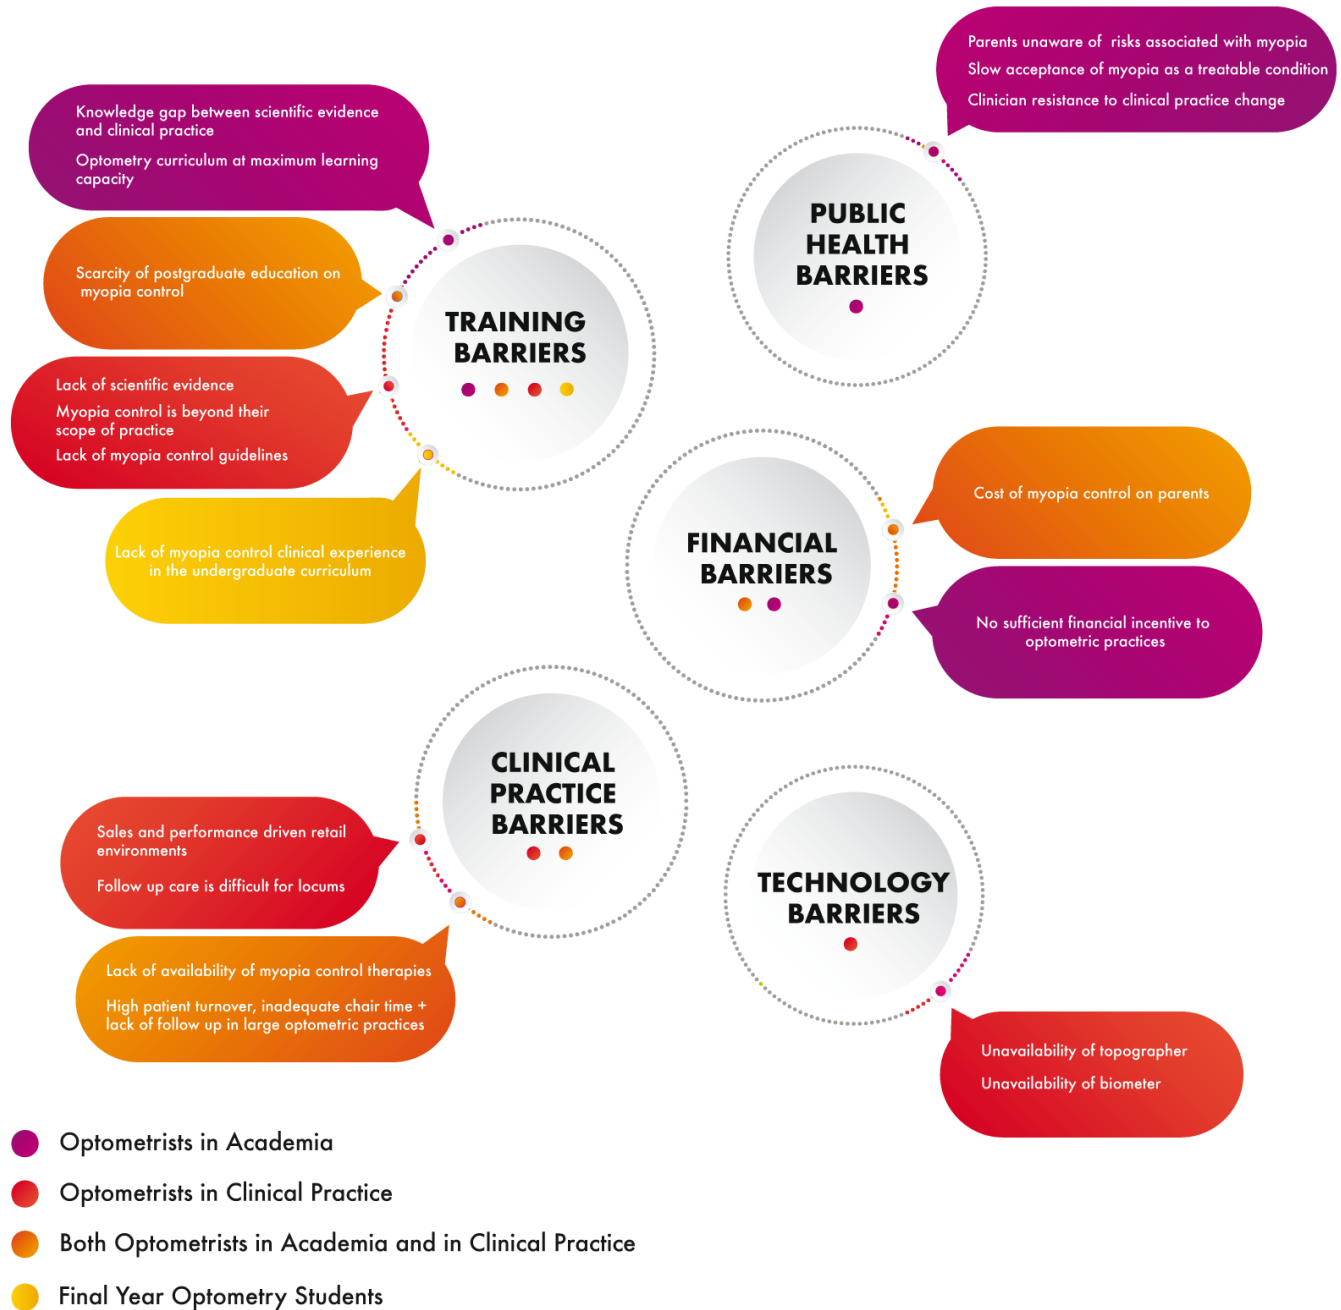 Parents unaware of risks associated with myopia
Slow acceptance of myopia as a treatable condition
Clinician resistance to clinical practice change
Knowledge gap between scientific evidence
and clinical practice
Optometry curriculum at maximum learning
capacity
PUBLIC
HEALTH
BARRIERS
Scarcity of postgraduate education on
myopia control
TRAINING
BARRIERS
Lack of scientific evidence
Myopia control is beyond their
scope of practice
Lack of myopia control guidelines
Lack of myopia control clinical experience
in the undergraduate curriculum
FINANCIAL
BARRIERS
Cost of myopia control on parents
No sufficient financial incentive to
optometric practices
CLINICAL
PRACTICE
BARRIERS
Sales and performance driven retail
environments
Follow up care is difficult for locums
Lack of availability of myopia control therapies
High patient turnover, inadequate chair time +
lack of follow up in large optometric practices
TECHNOLOGY
BARRIERS
Unavailability of topographer
Unavailability of biometer
Optometrists in Academia
Optometrists in Clinical Practice
Both Optometrists in Academia and in Clinical Practice
Final Year Optometry Students